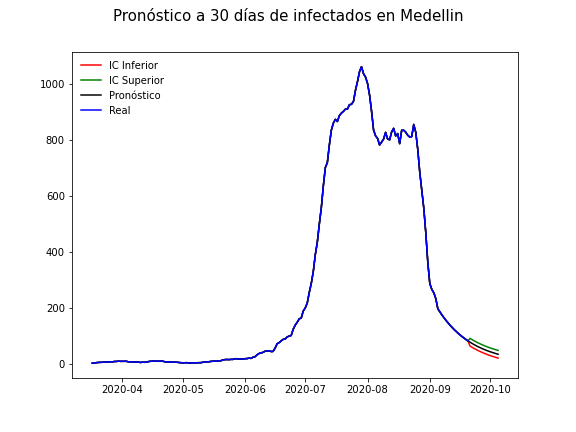 Pronóstico a 30 días de infectados en Medellin
IC Inferior
IC Superior
Pronóstico
Real
1000
800
600
400
200
0
2020-04 2020-05 2020-06 2020-07 2020-08 2020-09 2020-10